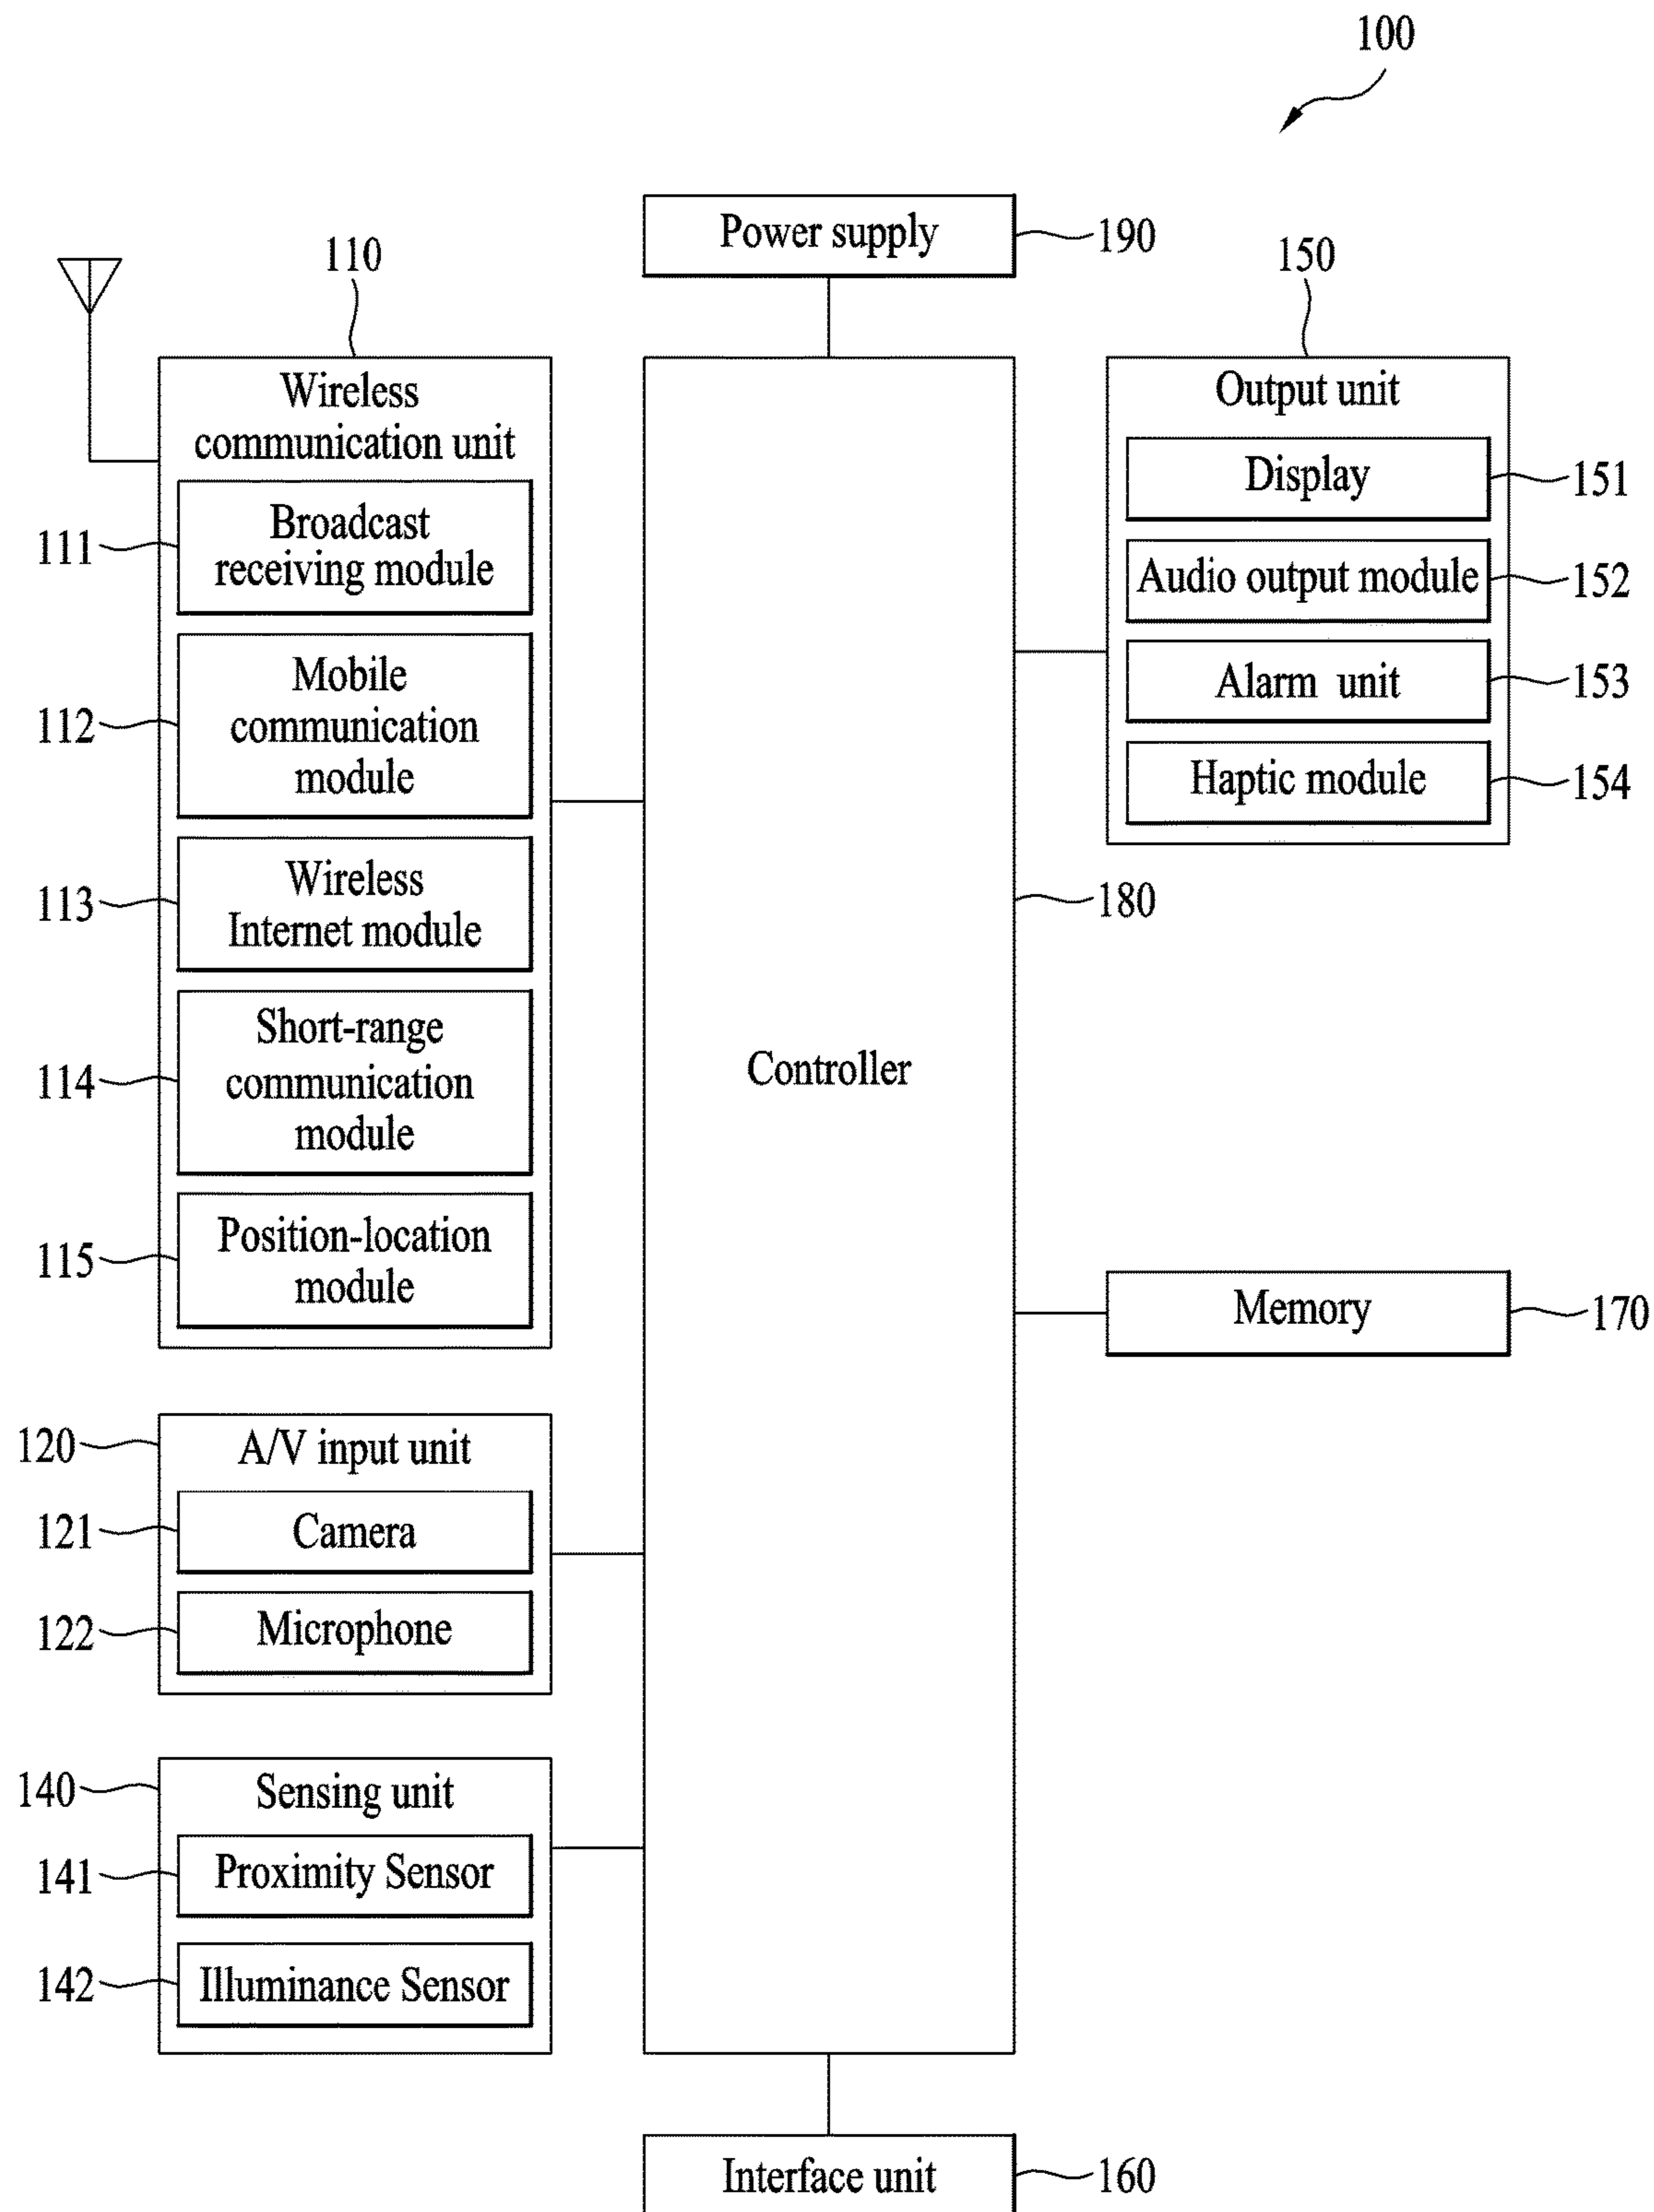 100
Power supply
190
110
Wireless
communication unit
111
Broadcast
receiving module
112
Mobile
communication
module
113
Wireless
Internet module
114
Short-range
communication
module
115
Position-location
module
120
A/V input unit
121
Camera
122
Microphone
140
Sensing unit
141
Proximity Sensor
142
Illuminance Sensor
Controller
180
150
Output unit
Display
151
Audio output module
152
Alarm unit
153
Haptic module
154
Memory
170
Interface unit
160